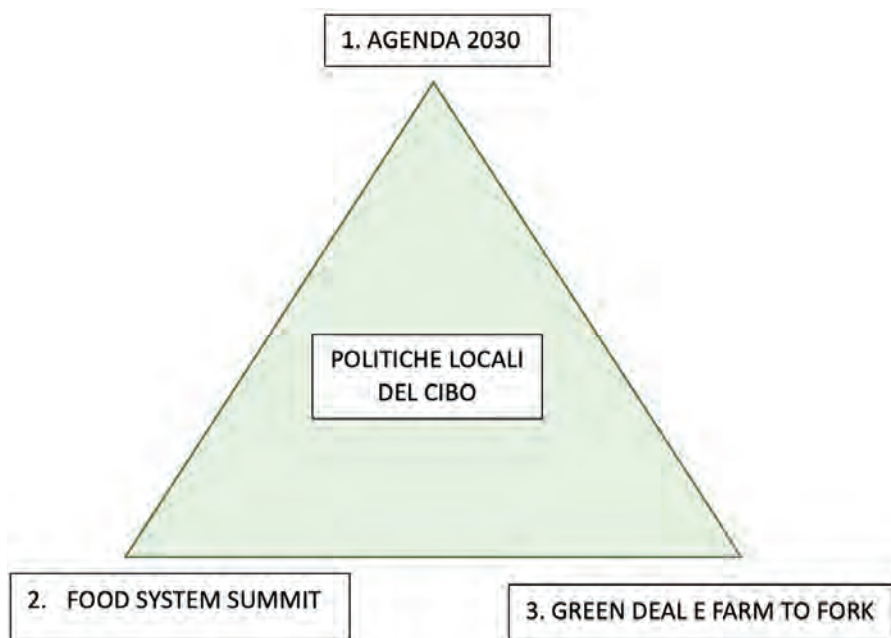 1. AGENDA 2030
POLITICHE LOCALI
DEL CIBO
2. FOOD SYSTEM SUMMIT
3. GREEN DEAL E FARM TO FORK